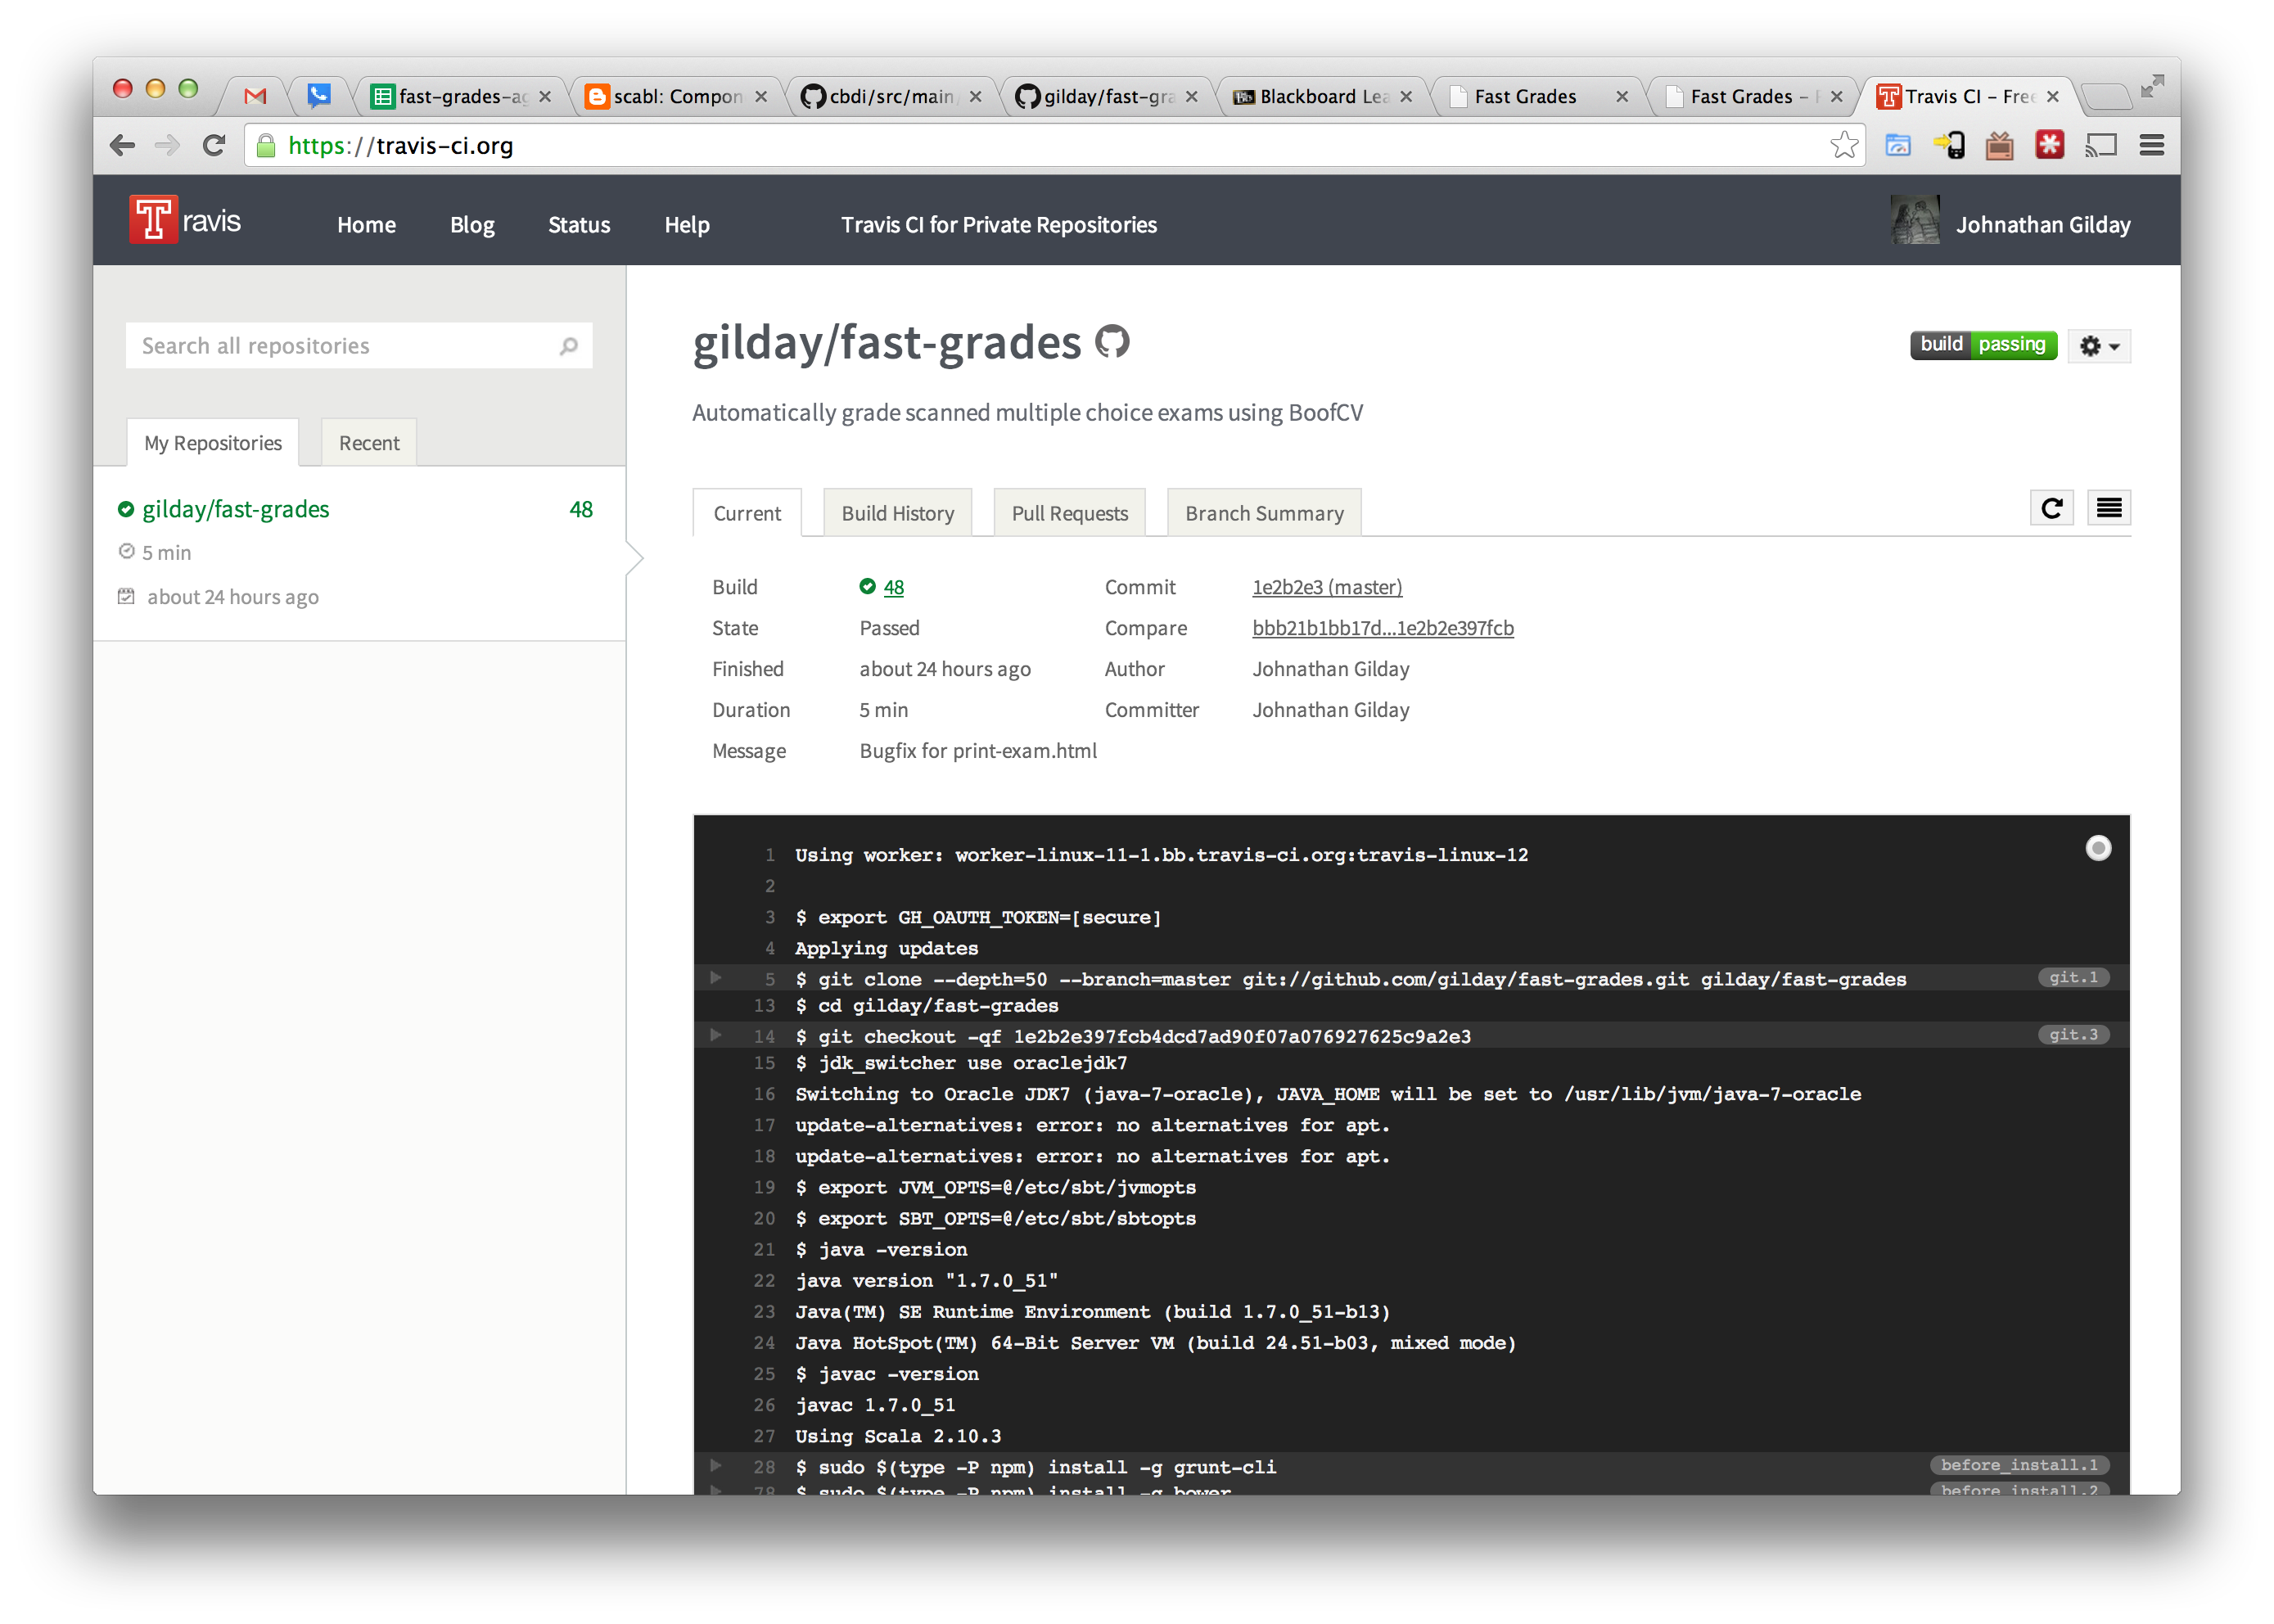 fast-grades-ag
scabl: Compon
cbdi/src/main
gilday/fast-gra
Blackboard Lea
Fast Grades
Fast Grades –
Travis CI – Free
https://travis-ci.org
Travis
Home
Blog
Status
Help
Travis CI for Private Repositories
Johnathan Gilday
Search all repositories
My Repositories
Recent
gilday/fast-grades
48
5 min
about 24 hours ago
gilday/fast-grades
build passing
Automatically grade scanned multiple choice exams using BoofCV
Current
Build History
Pull Requests
Branch Summary
Build 48 Commit 1e2b2e3 (master)
State Passed Compare bbb21b1bb17d...1e2b2e397fcb
Finished about 24 hours ago Author Johnathan Gilday
Duration 5 min Committer Johnathan Gilday
Message Bugfix for print-exam.html
1 Using worker: worker-linux-11-1.bb.travis-ci.org:travis-linux-12
2
3 $ export GH_OAUTH_TOKEN=[secure]
4 Applying updates
5 $ git clone --depth=50 --branch=master git://github.com/gilday/fast-grades.git gilday/fast-grades git.1
13 $ cd gilday/fast-grades
14 $ git checkout -qf 1e2b2e397fcb4dcd7ad90f07a076927625c9a2e3 git.3
15 $ jdk_switcher use oraclejdk7
16 Switching to Oracle JDK7 (java-7-oracle), JAVA_HOME will be set to /usr/lib/jvm/java-7-oracle
17 update-alternatives: error: no alternatives for apt.
18 update-alternatives: error: no alternatives for apt.
19 $ export JVM_OPTS=@/etc/sbt/jvmopts
20 $ export SBT_OPTS=@/etc/sbt/sbtopts
21 $ java -version
22 java version "1.7.0_51"
23 Java(TM) SE Runtime Environment (build 1.7.0_51-b13)
24 Java HotSpot(TM) 64-Bit Server VM (build 24.51-b03, mixed mode)
25 $ javac -version
26 javac 1.7.0_51
27 Using Scala 2.10.3
28 $ sudo $(type -P npm) install -g grunt-cli before_install.1
78 $ sudo $(type -P npm) install -g bower before_install.2